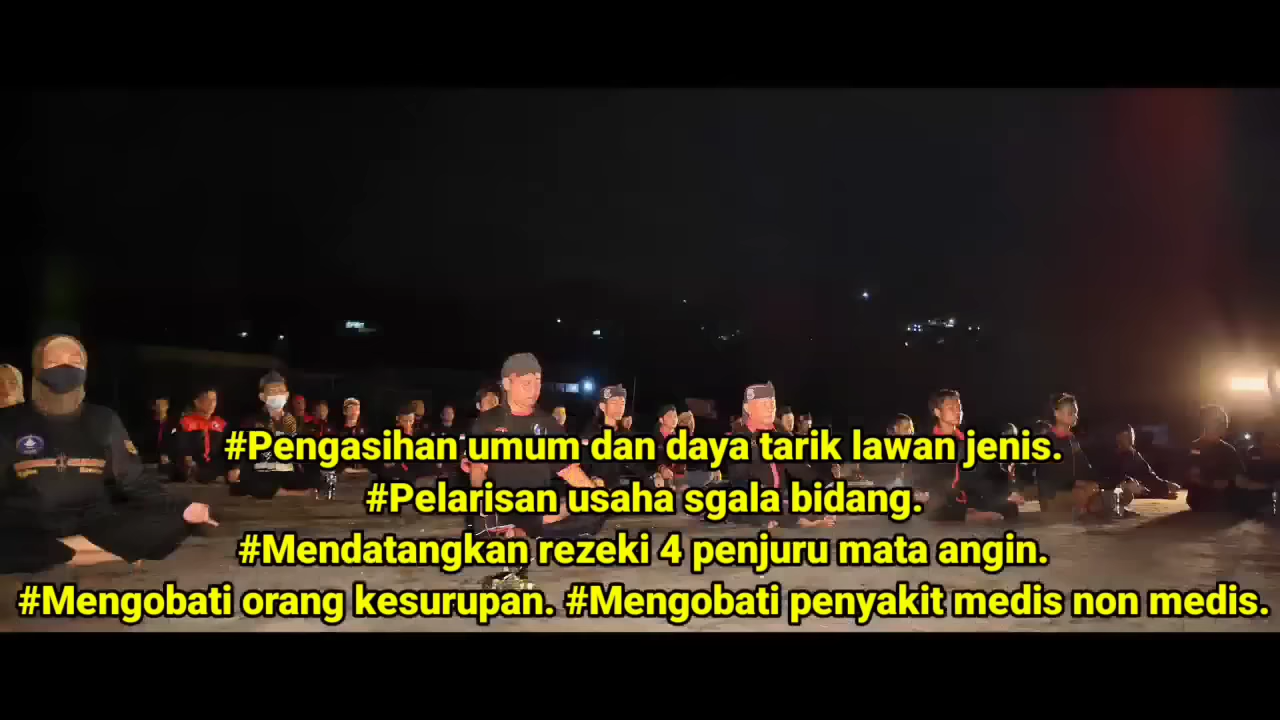 #Pengasihan umum dan daya tarik lawan jenis.
#Pelarisan usaha sgala bidang.
#Mendatangkan rezeki 4 penjuru mata angin.
#Mengobati orang kesurupan. #Mengobati penyakit medis non medis.